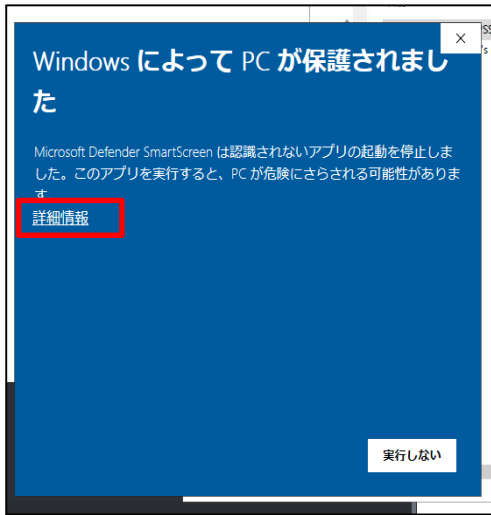 Windows によって PC が保護されまし
た
Microsoft Defender SmartScreen は認識されないアプリの起動を停止しま
した。このアプリを実行すると、PC が危険にさらされる可能性がありま
す。
詳細情報
実行しない